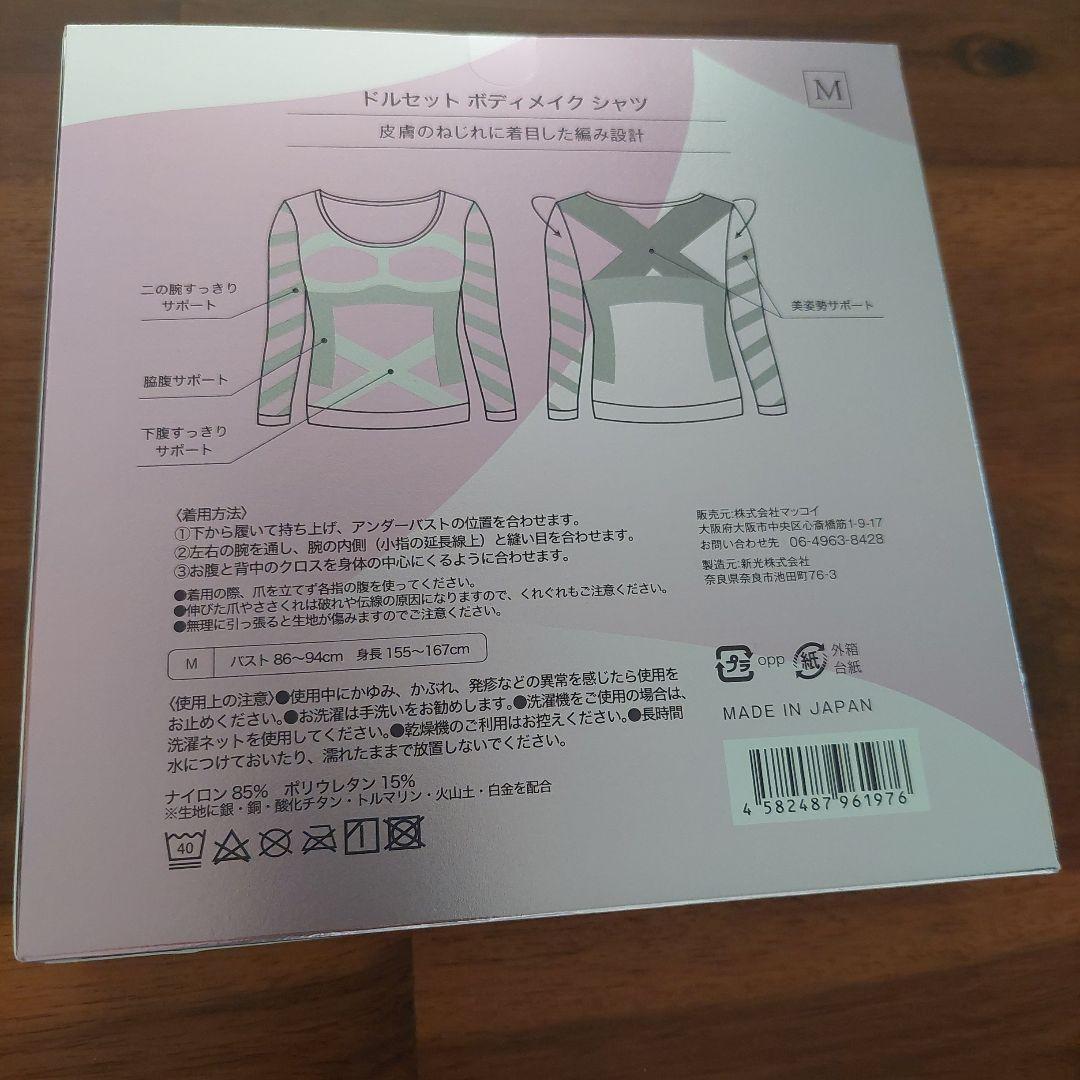 M
ドルセット ボディメイク シャツ
皮膚のねじれに着目した編み設計
二の腕すっきり
サポート
脇腹サポート
下腹すっきり
サポート
美姿勢サポート
〈着用方法〉
①下から履いて持ち上げ、アンダーバストの位置を合わせます。
②左右の腕を通し、腕の内側（小指の延長線上）と縫い目を合わせます。
③お腹と背中のクロスを身体の中心にくるように合わせます。
●着用の際、爪を立てず各指の腹を使ってください。
●伸びた爪やささくれは破れや伝線の原因になりますので、くれぐれもご注意ください。
●無理に引っ張ると生地が傷みますのでご注意ください。
M バスト 86〜94cm 身長 155〜167cm
〈使用上の注意〉●使用中にかゆみ、かぶれ、発疹などの異常を感じたら使用を
お止めください。●お洗濯は手洗いをお勧めします。●洗濯機をご使用の場合は、
洗濯ネットを使用してください。●乾燥機のご利用はお控えください。●長時間
水につけておいたり、濡れたままで放置しないでください。
ナイロン 85% ポリウレタン 15%
※生地に銀・銅・酸化チタン・トルマリン・火山土・白金を配合
40
販売元:株式会社マッコイ
大阪府大阪市中央区心斎橋筋1-9-17
お問い合わせ先 06-4963-8428
製造元:新光株式会社
奈良県奈良市池田町76-3
プラ opp 紙 外箱
台紙
MADE IN JAPAN
4 582487 961976